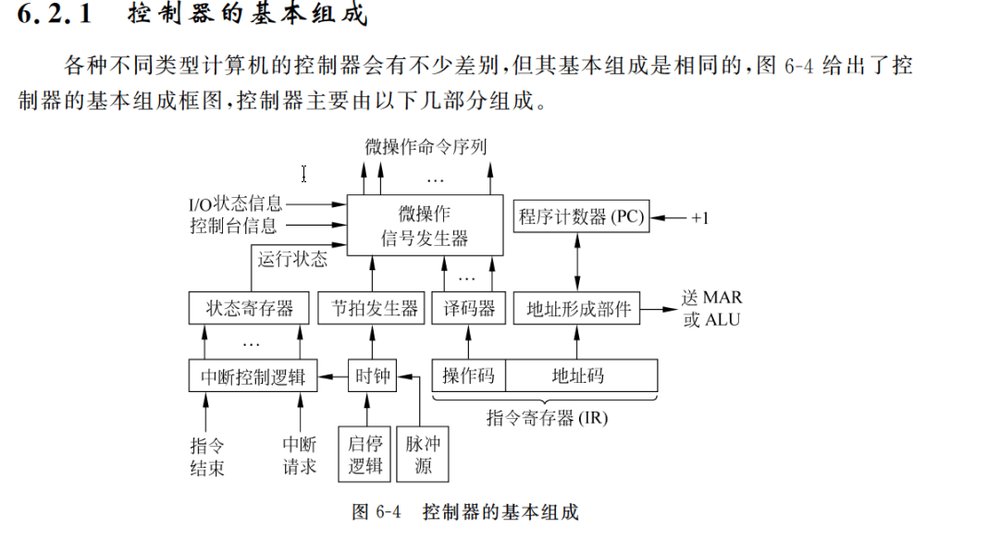 6.2.1 控制器的基本组成
各种不同类型计算机的控制器会有不少差别,但其基本组成是相同的,图 6-4 给出了控
制器的基本组成框图,控制器主要由以下几部分组成。
微操作命令序列
…
I/O状态信息
控制台信息
运行状态
微操作
信号发生器
程序计数器 (PC)
+1
…
状态寄存器
节拍发生器
译码器
地址形成部件
送 MAR
或 ALU
…
中断控制逻辑
时钟
操作码
地址码
指令寄存器 (IR)
指令
结束
中断
请求
启停
逻辑
脉冲
源
图 6-4 控制器的基本组成